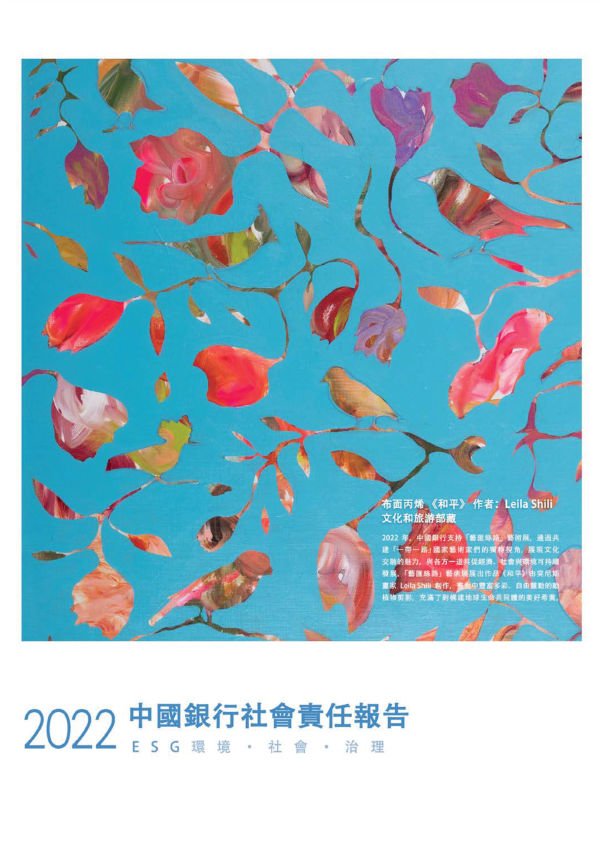 布面丙烯《和平》 作者：Leila Shili
文化和旅游部藏
2022 年，中國銀行支持「藝匯絲路」藝術展，通過共
建「一帶一路」國家藝術家們的獨特視角，展現文化
交融的魅力，與各方一道共促經濟、社會與環境可持續
發展。「藝匯絲路」藝術展展出作品《和平》由突尼斯
畫家 Leila Shili 創作，畫面中豐富多彩、自由靈動的動
植物剪影，充滿了對構建地球生命共同體的美好希冀。
2022 中國銀行社會責任報告
ESG 環境・社會・治理